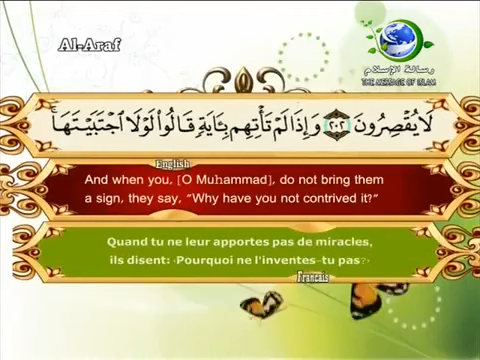 Al-Araf
رسالة الإسلام
THE MESSAGE OF ISLAM
لَا يُقْصِرُونَ ٢٠٢ وَإِذَا لَمْ تَأْتِهِم بِـَٔايَةٍ قَالُوا۟ لَوْلَا ٱجْتَبَيْتَهَا
English
And when you, [O Muhammad], do not bring them
a sign, they say, "Why have you not contrived it?"
Quand tu ne leur apportes pas de miracles,
ils disent: ‹Pourquoi ne l'inventes-tu pas?›
Francais